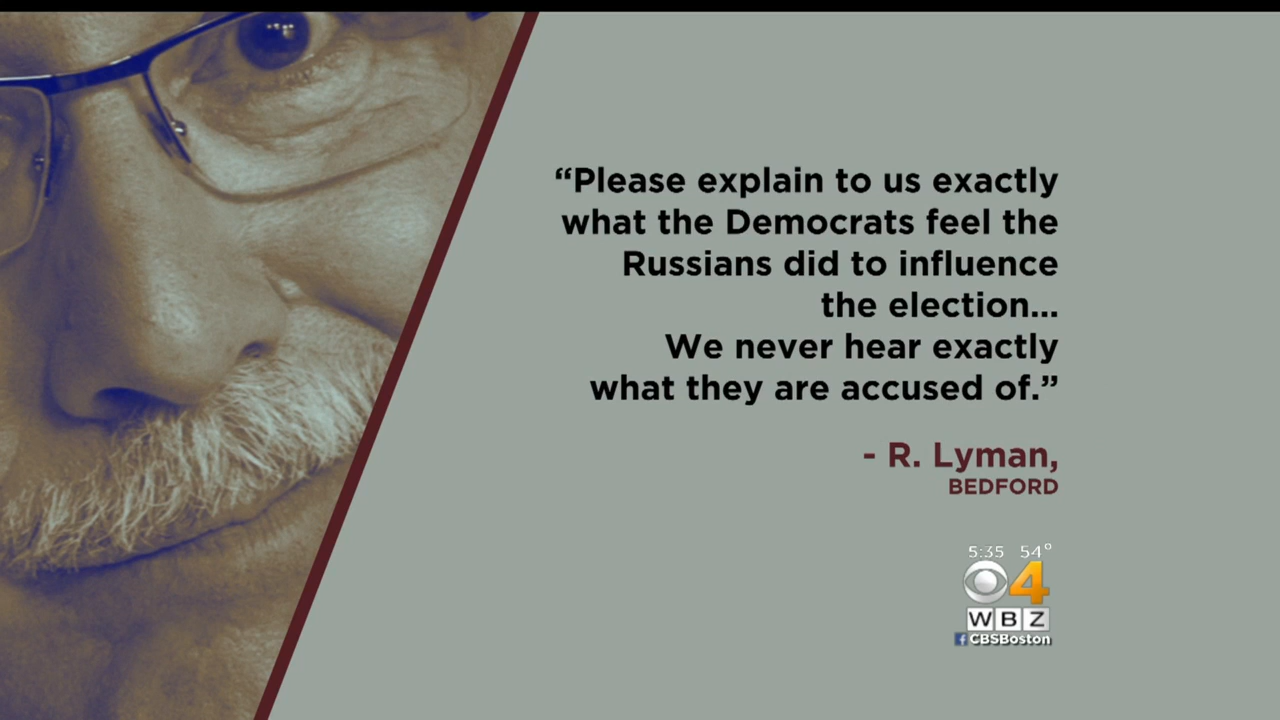 “Please explain to us exactly
what the Democrats feel the
Russians did to influence
the election...
We never hear exactly
what they are accused of.”
- R. Lyman,
BEDFORD
5:35 54°
4
WBZ
f CBSBoston